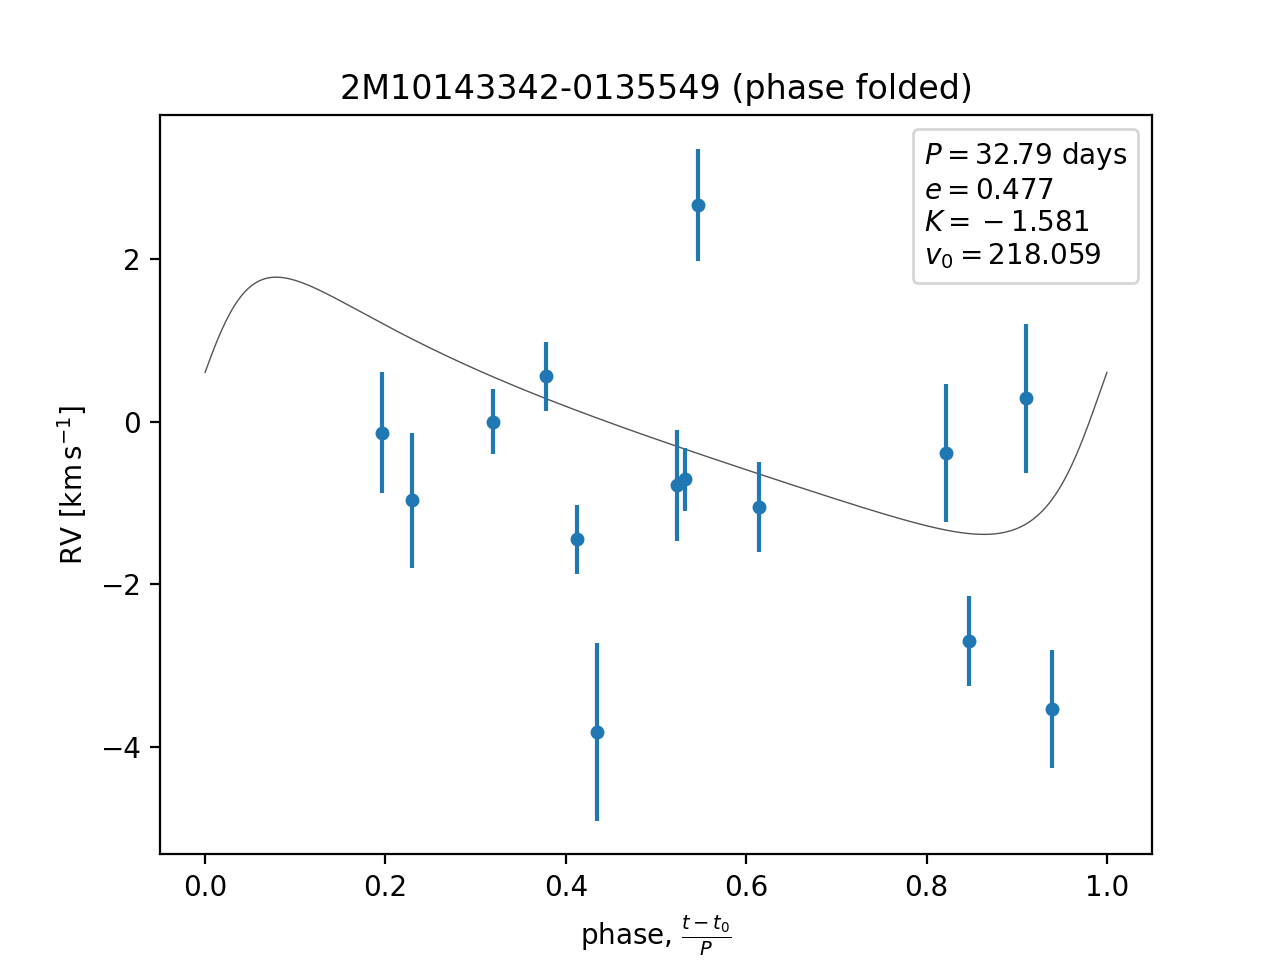 2M10143342-0135549 (phase folded)
P = 32.79 days
e = 0.477
K = −1.581
v₀ = 218.059
RV [km s⁻¹]
2
0
−2
−4
0.0 0.2 0.4 0.6 0.8 1.0
phase, (t − t₀)/P